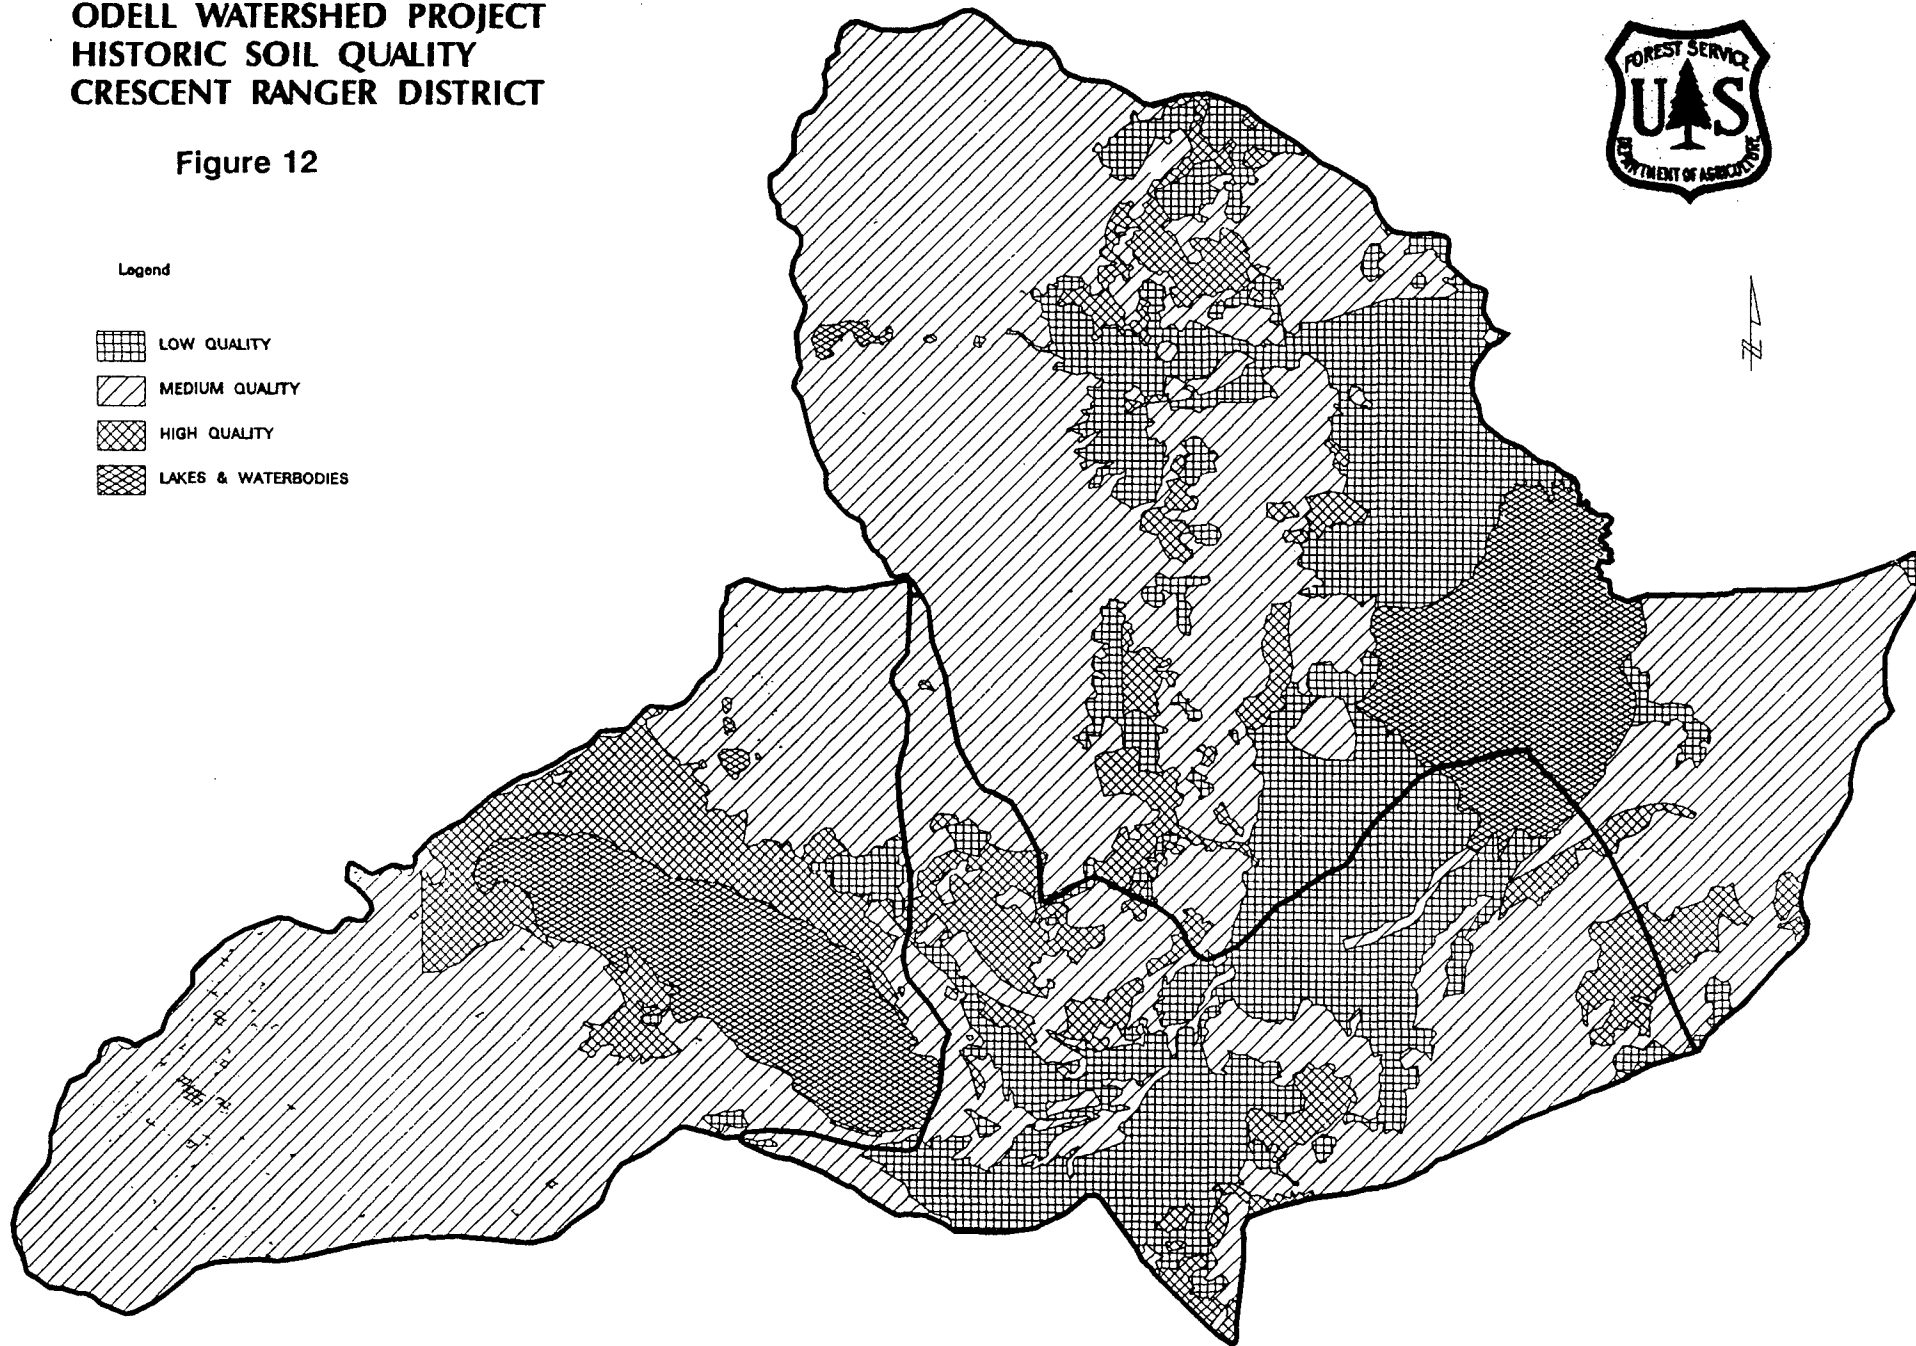 ODELL WATERSHED PROJECT
HISTORIC SOIL QUALITY
CRESCENT RANGER DISTRICT
Figure 12
FOREST SERVICE
U S
DEPARTMENT OF AGRICULTURE
Legend
LOW QUALITY
MEDIUM QUALITY
HIGH QUALITY
LAKES & WATERBODIES